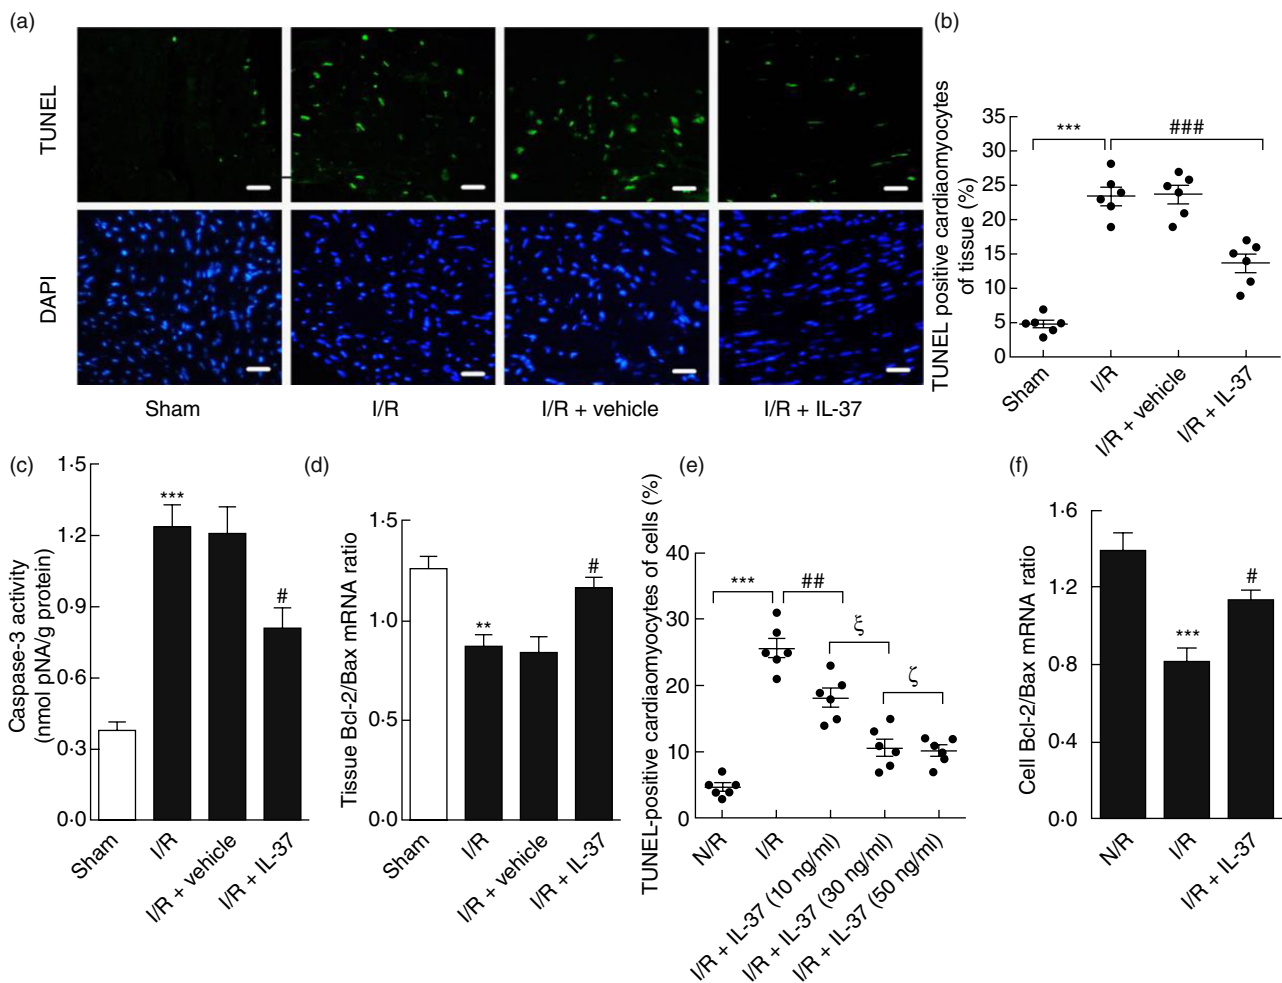 (a)
TUNEL
DAPI
Sham
I/R
I/R + vehicle
I/R + IL-37
(b)
TUNEL positive cardiaomyocytes
of tissue (%)
35
30
25
20
15
10
5
0
***
###
Sham
I/R
I/R + vehicle
I/R + IL-37
(c)
Caspase-3 activity
(nmol pNA/g protein)
1·5
1·2
0·9
0·6
0·3
0·0
***
#
Sham
I/R
I/R + vehicle
I/R + IL-37
(d)
Tissue Bcl-2/Bax mRNA ratio
1·5
1·0
0·5
0·0
**
#
Sham
I/R
I/R + vehicle
I/R + IL-37
(e)
TUNEL-positive cardiaomyocytes of cells (%)
40
30
20
10
0
***
##
ξ
ζ
N/R
I/R
I/R + IL-37 (10 ng/ml)
I/R + IL-37 (30 ng/ml)
I/R + IL-37 (50 ng/ml)
(f)
Cell Bcl-2/Bax mRNA ratio
1·6
1·2
0·8
0·4
0·0
***
#
N/R
I/R
I/R + IL-37